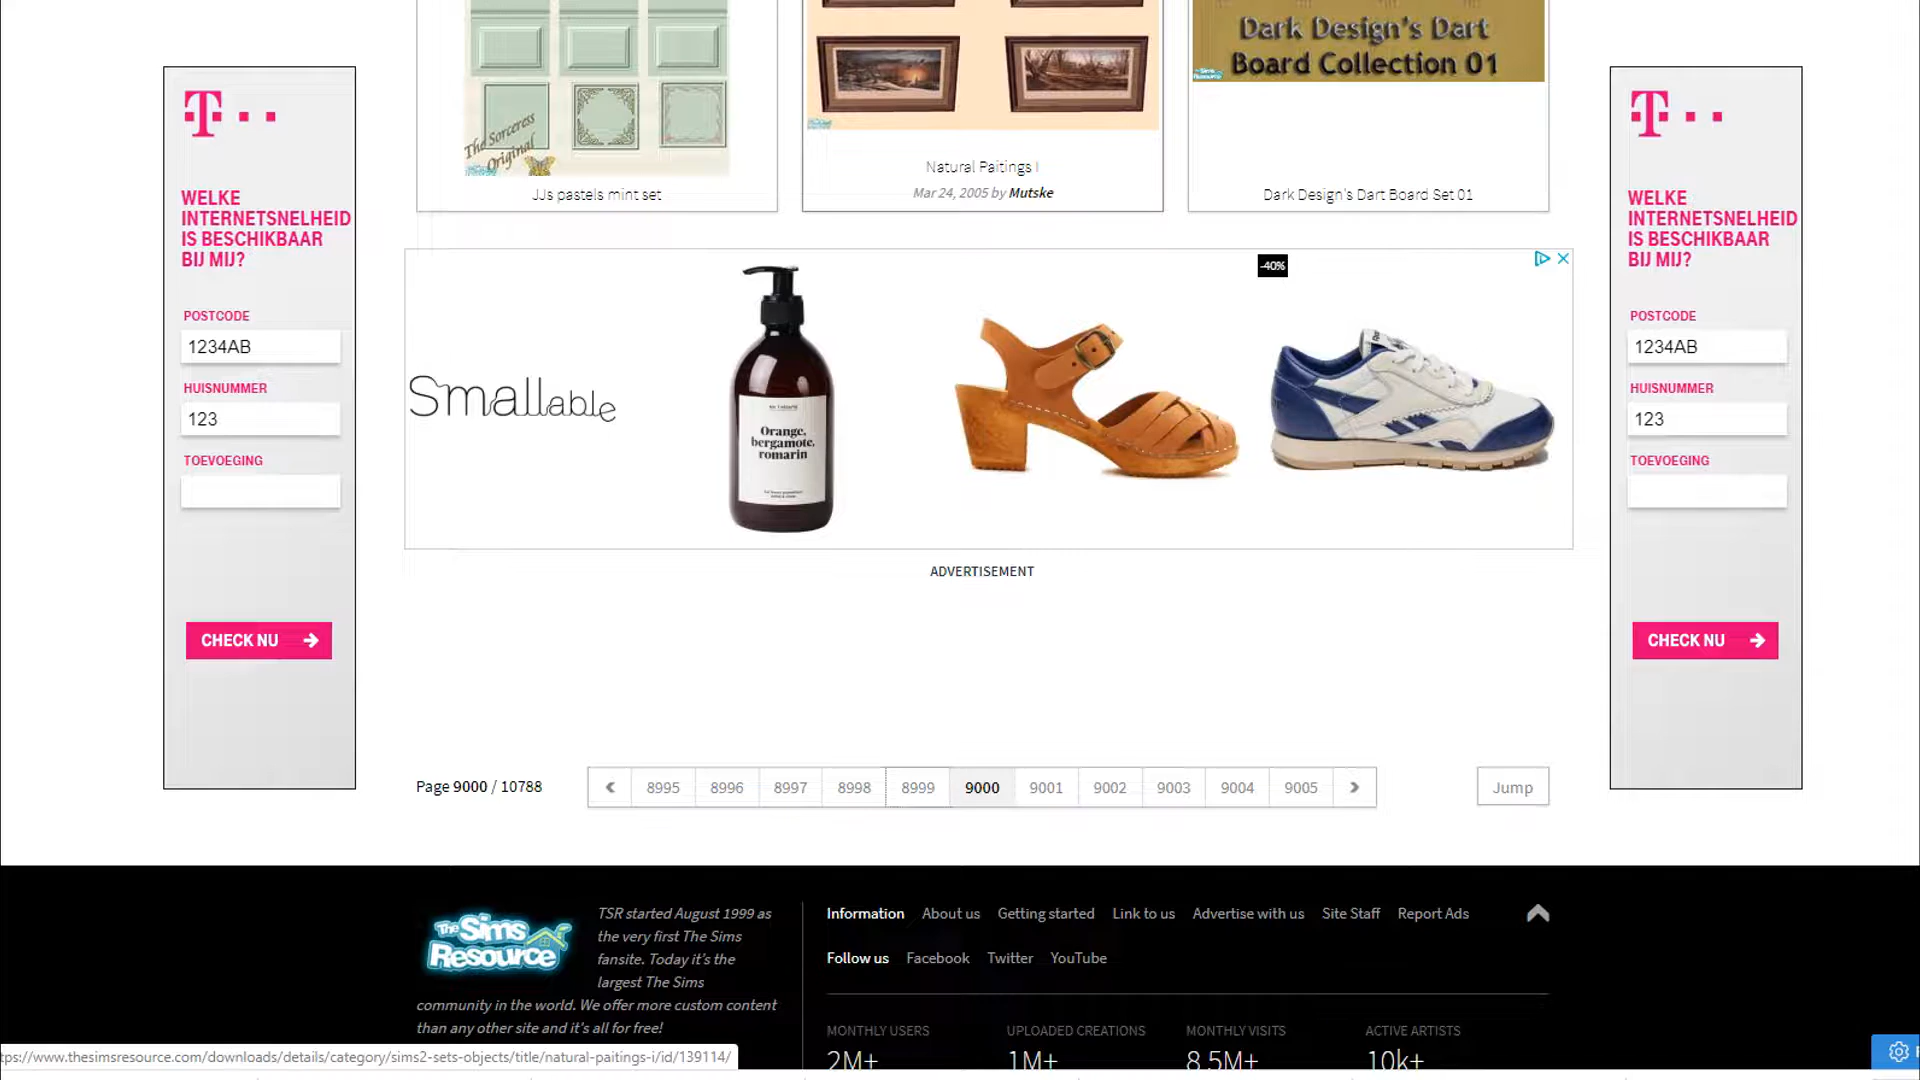 Dark Design's Dart
Board Collection 01
The Sorceress
Original
JJs pastels mint set
Natural Paitings I
Mar 24, 2005 by Mutske
Dark Design's Dart Board Set 01
T
WELKE
INTERNETSNELHEID
IS BESCHIKBAAR
BIJ MIJ?
POSTCODE
1234AB
HUISNUMMER
123
TOEVOEGING
CHECK NU
Smallable
Orange,
bergamote,
romarin
-40%
ADVERTISEMENT
T
WELKE
INTERNETSNELHEID
IS BESCHIKBAAR
BIJ MIJ?
POSTCODE
1234AB
HUISNUMMER
123
TOEVOEGING
CHECK NU
Page 9000 / 10788
8995 8996 8997 8998 8999 9000 9001 9002 9003 9004 9005
Jump
The Sims
Resource
TSR started August 1999 as
the very first The Sims
fansite. Today it's the
largest The Sims
community in the world. We offer more custom content
than any other site and it's all for free!
Information About us Getting started Link to us Advertise with us Site Staff Report Ads
Follow us Facebook Twitter YouTube
MONTHLY USERS UPLOADED CREATIONS MONTHLY VISITS ACTIVE ARTISTS
2M+ 1M+ 8.5M+ 10k+
tps://www.thesimsresource.com/downloads/details/category/sims2-sets-objects/title/natural-paitings-i/id/139114/